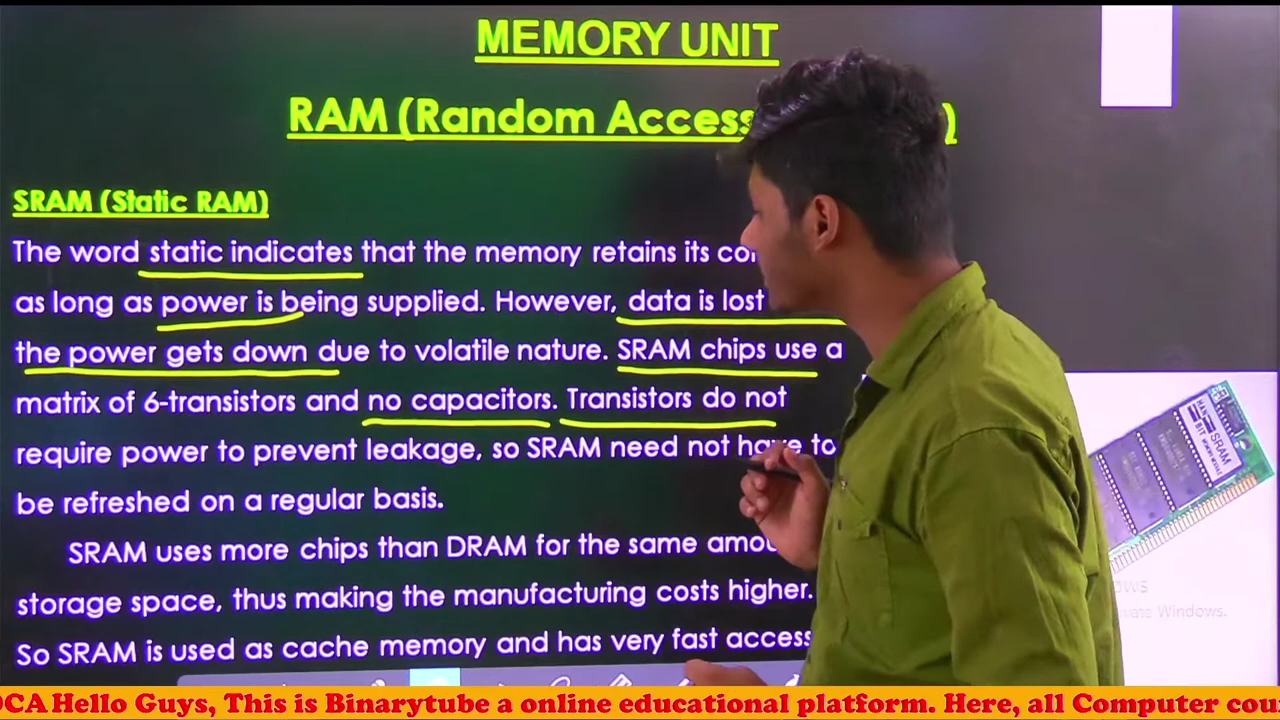 MEMORY UNIT
RAM (Random Access )
SRAM (Static RAM)
The word static indicates that the memory retains its
as long as power is being supplied. However, data is lost
the power gets down due to volatile nature. SRAM chips use a
matrix of 6-transistors and no capacitors. Transistors do not
require power to prevent leakage, so SRAM need not have to
be refreshed on a regular basis.
SRAM uses more chips than DRAM for the same
storage space, thus making the manufacturing costs higher.
So SRAM is used as cache memory and has very fast access
SRAM
Windows.
Hello Guys, This is Binarytube a online educational platform. Here, all Computer